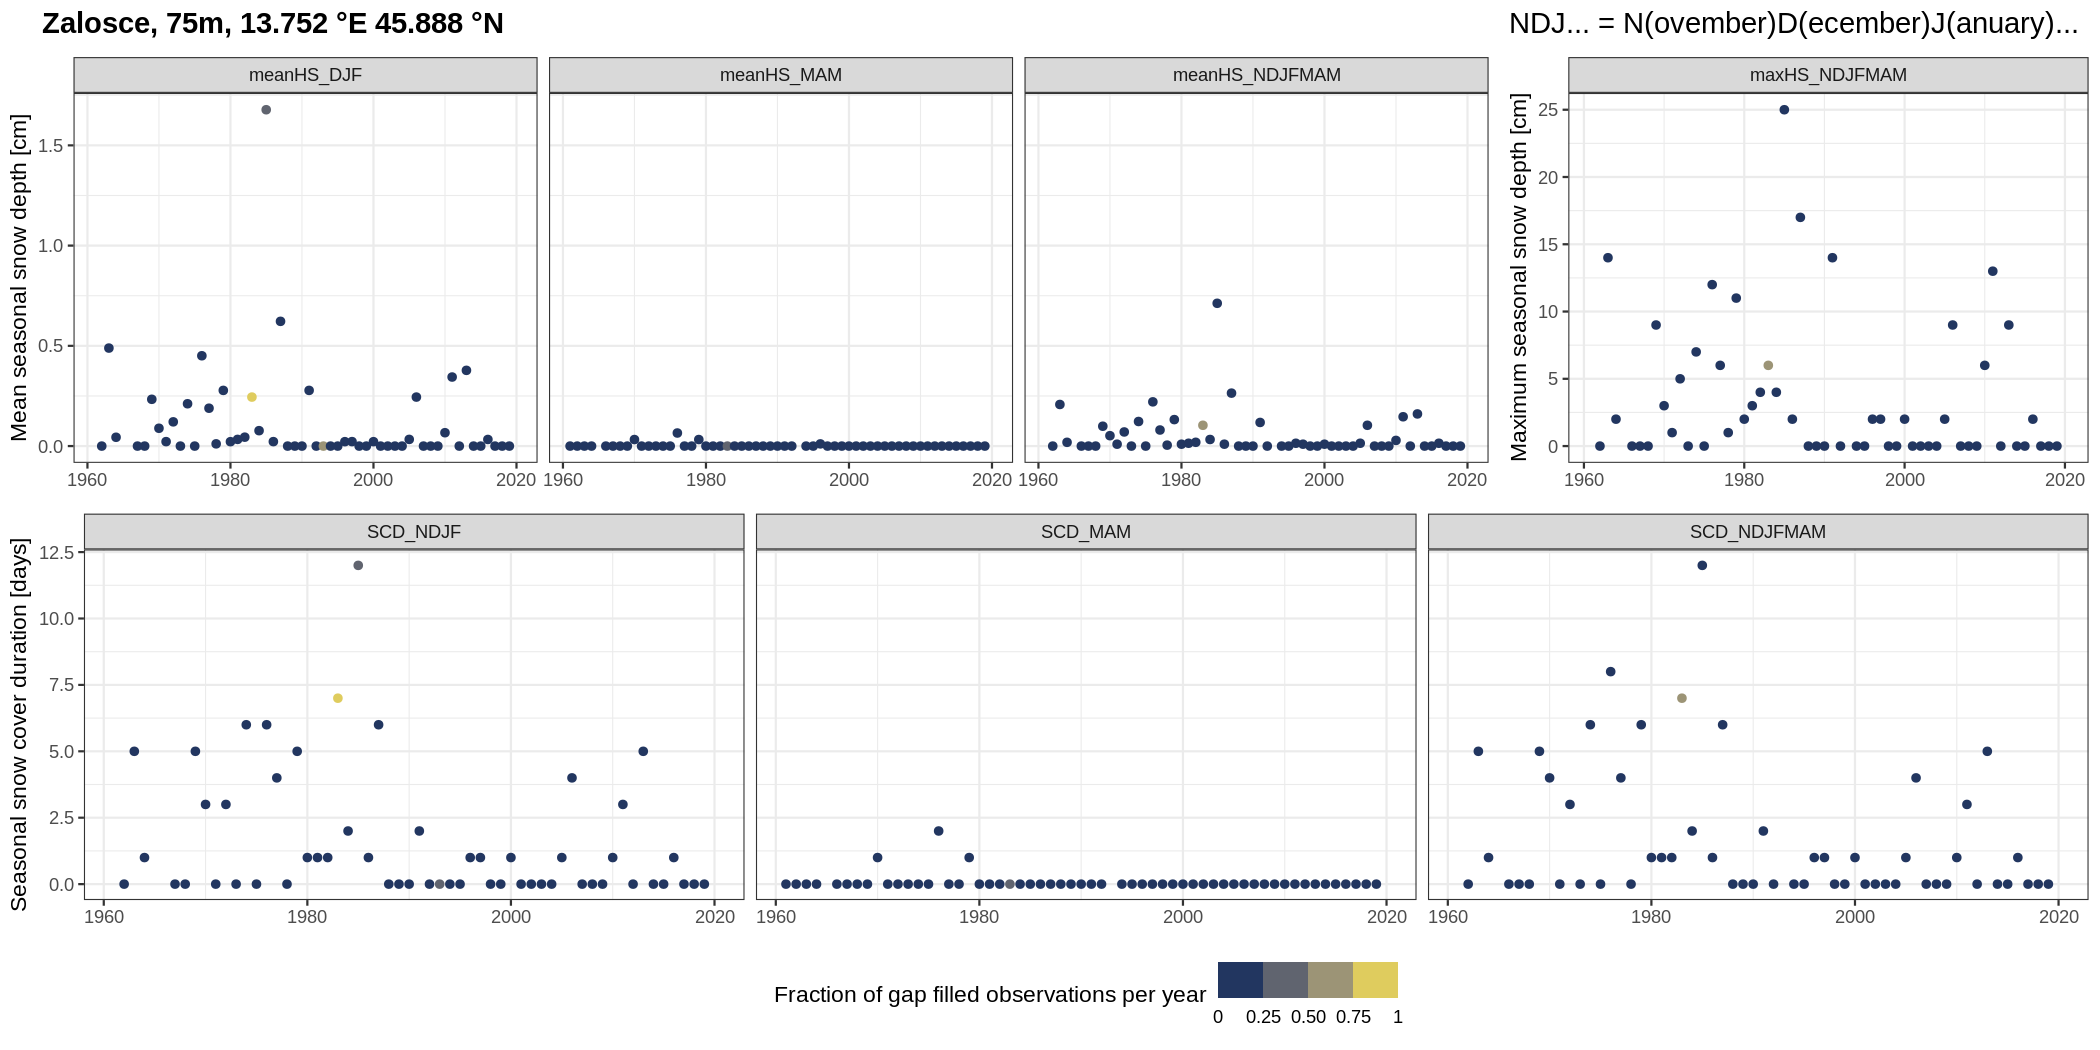 Zalosce, 75m, 13.752 °E 45.888 °N
NDJ... = N(ovember)D(ecember)J(anuary)...
meanHS_DJF
meanHS_MAM
meanHS_NDJFMAM
maxHS_NDJFMAM
Mean seasonal snow depth [cm]
1.5
1.0
0.5
0.0
1960 1980 2000 2020
1960 1980 2000 2020
1960 1980 2000 2020
Maximum seasonal snow depth [cm]
25
20
15
10
5
0
1960 1980 2000 2020
SCD_NDJF
SCD_MAM
SCD_NDJFMAM
Seasonal snow cover duration [days]
12.5
10.0
7.5
5.0
2.5
0.0
1960 1980 2000 2020
1960 1980 2000 2020
1960 1980 2000 2020
Fraction of gap filled observations per year
0 0.25 0.50 0.75 1